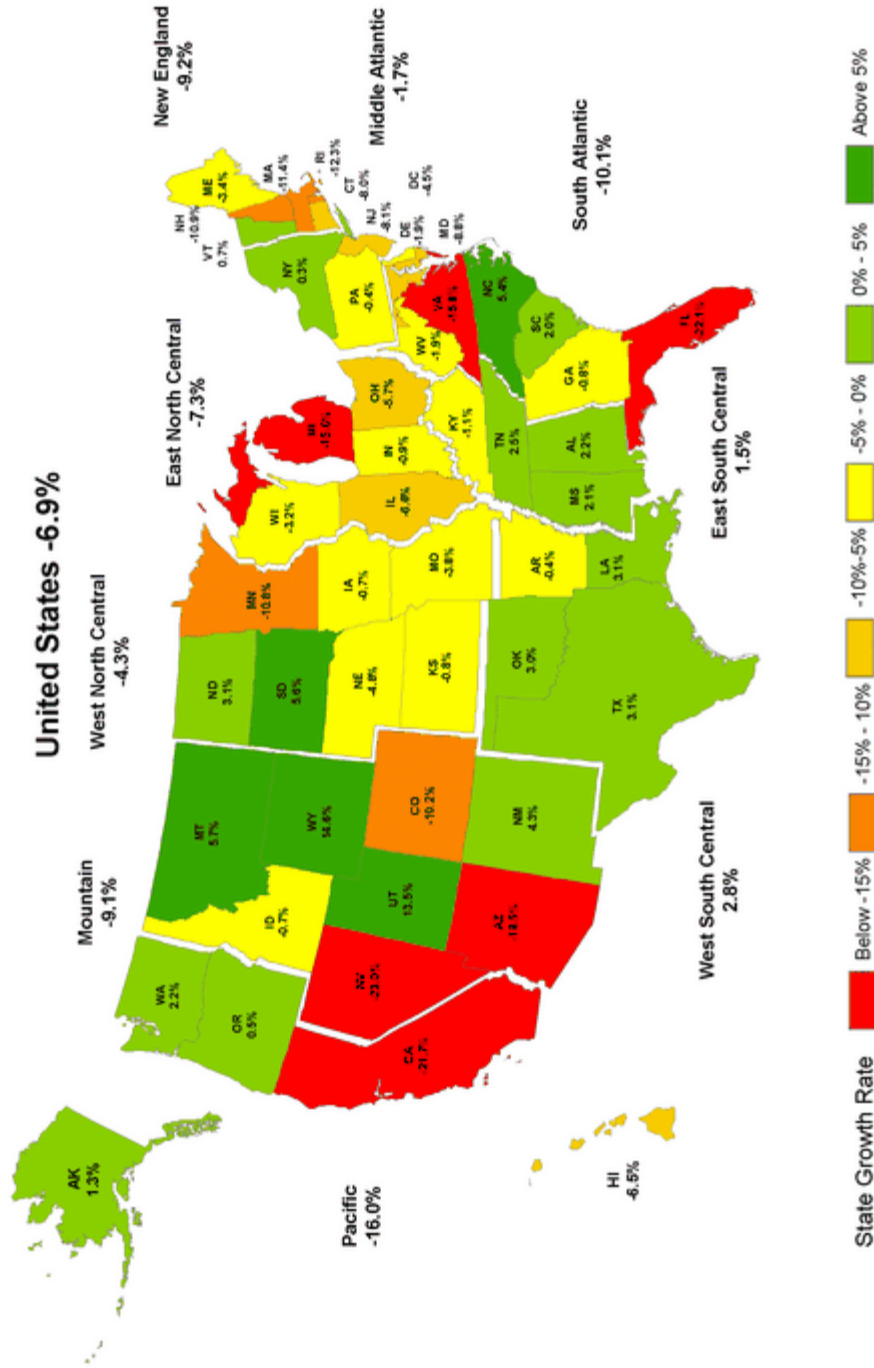 United States -6.9%
Mountain
-9.1%
West North Central
-4.3%
East North Central
-7.3%
New England
-9.2%
Middle Atlantic
-1.7%
South Atlantic
-10.1%
East South Central
1.5%
West South Central
2.8%
Pacific
-16.0%
AK
1.3%
HI
-6.5%
WA
2.2%
OR
0.5%
CA
-21.7%
ID
-0.7%
NV
MT
5.7%
WY
UT
13.5%
CO
-10.2%
AZ
NM
4.3%
ND
3.1%
SD
5.6%
NE
-4.8%
KS
-0.8%
OK
3.0%
TX
3.1%
MN
-10.8%
IA
-0.7%
MO
-3.8%
AR
-0.4%
LA
3.1%
WI
-3.2%
IL
MI
-15.0%
IN
-0.9%
OH
-5.7%
KY
-1.1%
TN
2.5%
MS
2.1%
AL
2.2%
GA
-0.8%
FL
-22.1%
SC
2.0%
NC
5.4%
VA
WV
-1.9%
PA
-0.4%
NY
0.3%
VT
0.7%
NH
-10.9%
ME
-3.4%
MA
-11.4%
RI
-12.3%
CT
-8.0%
NJ
-8.1%
DE
-1.9%
DC
-4.5%
MD
-8.8%
State Growth Rate
Below -15%
-15% - 10%
-10%-5%
-5% - 0%
0% - 5%
Above 5%